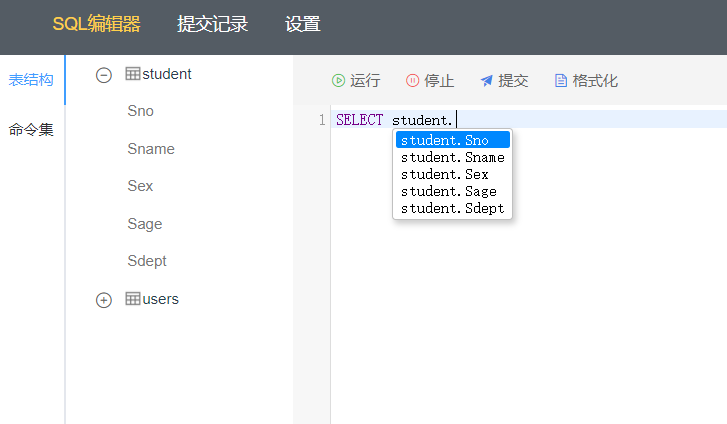 SQL编辑器 提交记录 设置
表结构
命令集
student
Sno
Sname
Sex
Sage
Sdept
users
运行 停止 提交 格式化
1 SELECT student.
student.Sno
student.Sname
student.Sex
student.Sage
student.Sdept